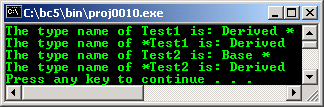 C:\bc5\bin\proj0010.exe
The type name of Test1 is: Derived *
The type name of *Test1 is: Derived
The type name of Test2 is: Base *
The type name of *Test2 is: Derived
Press any key to continue . . .